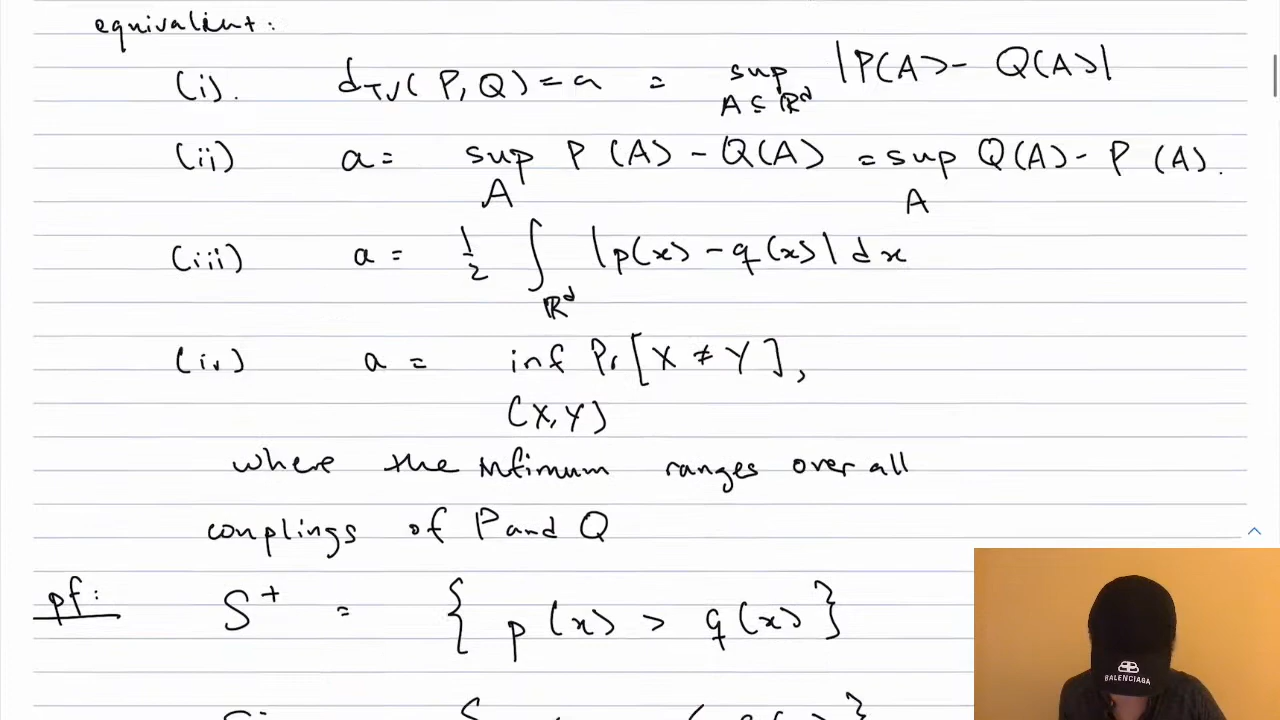 equivalent:
(i). d_TV(P, Q) = a = sup_{A ⊆ ℝ^d} |P(A) - Q(A)|
(ii) a = sup_A P(A) - Q(A) = sup_A Q(A) - P(A).
(iii) a = 1/2 ∫_{ℝ^d} |p(x) - q(x)| dx
(iv) a = inf_{(X,Y)} Pr[X ≠ Y],
where the infimum ranges over all
couplings of P and Q
pf: S^+ = { p(x) > q(x) }
BALENCIAGA